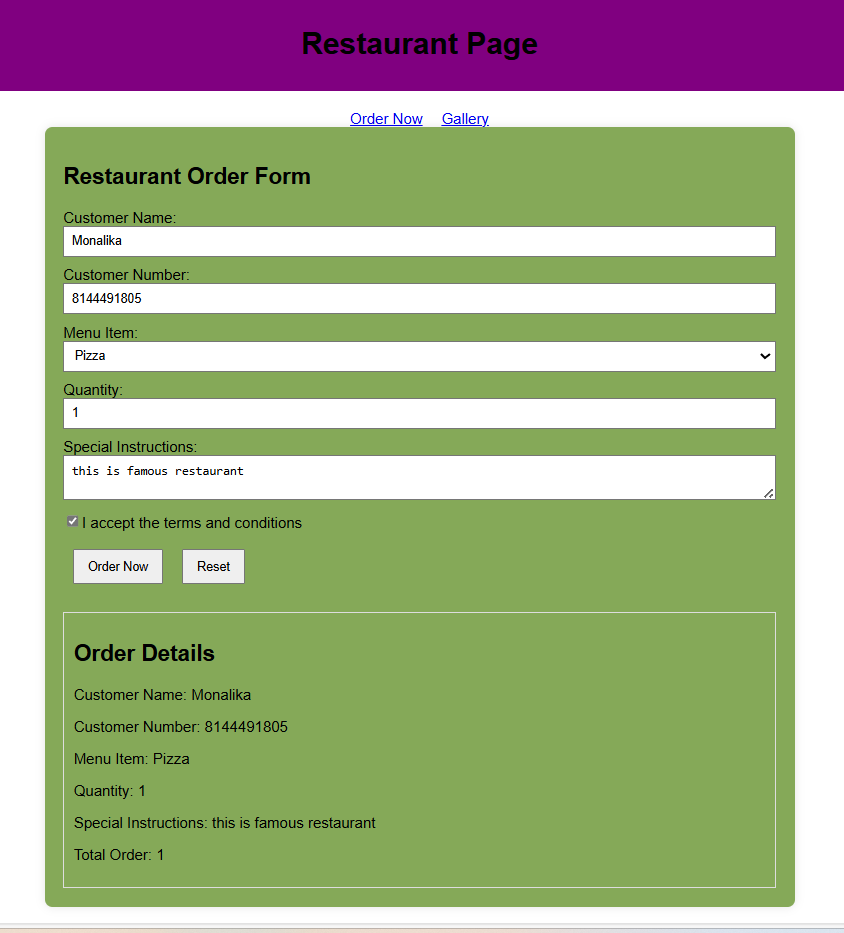 Restaurant Page
Order Now Gallery
Restaurant Order Form
Customer Name:
Monalika
Customer Number:
8144491805
Menu Item:
Pizza
Quantity:
1
Special Instructions:
this is famous restaurant
I accept the terms and conditions
Order Now Reset
Order Details
Customer Name: Monalika
Customer Number: 8144491805
Menu Item: Pizza
Quantity: 1
Special Instructions: this is famous restaurant
Total Order: 1